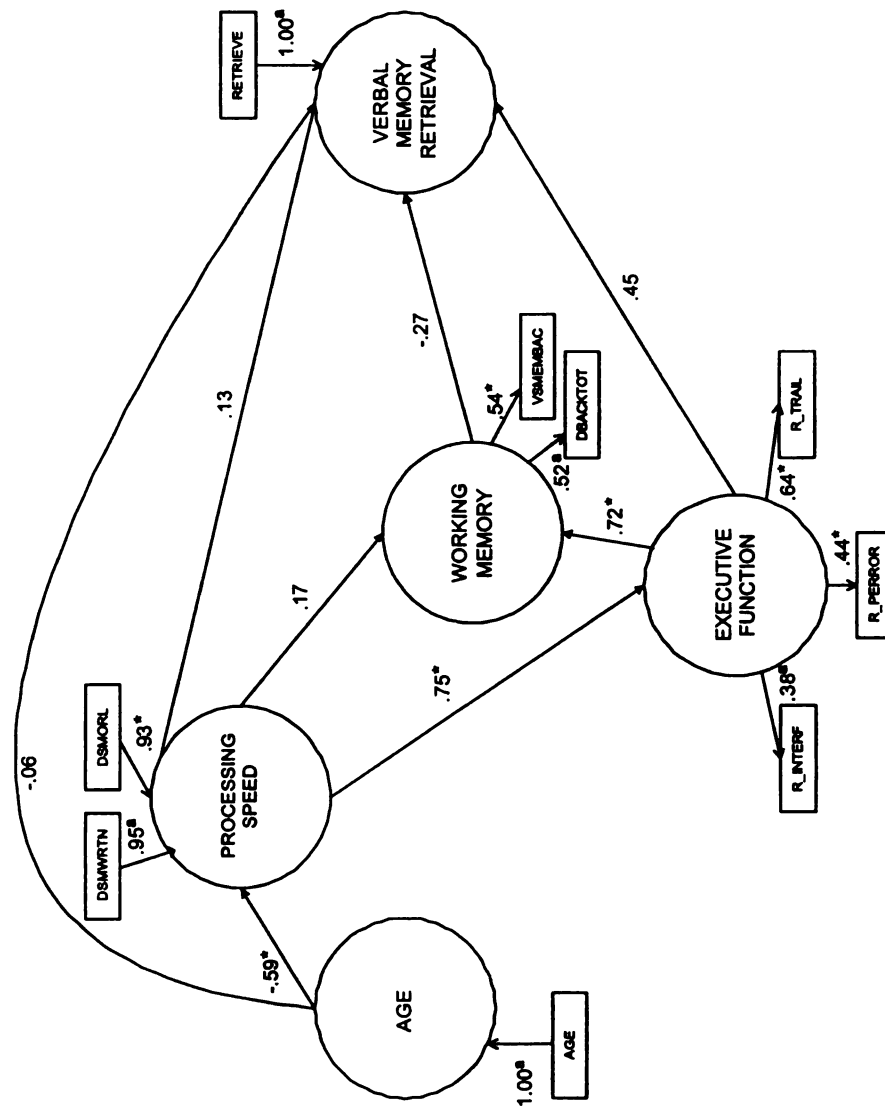 RETRIEVE
1.00ª
VERBAL
MEMORY
RETRIEVAL
-.06
.13
-.27
.45
DSMWRTN
DSMORL
.95ª
.93*
PROCESSING
SPEED
.17
.75*
-.59*
AGE
1.00ª
AGE
WORKING
MEMORY
.54*
VSMEMBAC
.52ª
DBACKTOT
.72*
EXECUTIVE
FUNCTION
.38ª
R_INTERF
.44*
R_PERROR
.64*
R_TRAIL